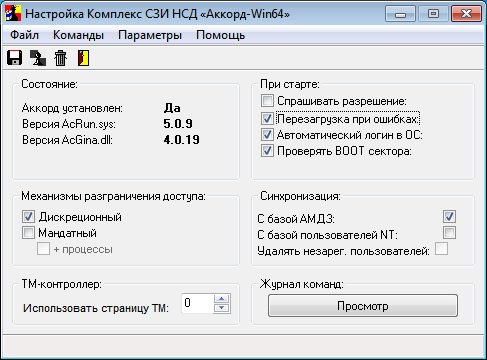 Настройка Комплекс СЗИ НСД «Аккорд-Win64»
Файл Команды Параметры Помощь
Состояние:
Аккорд установлен: Да
Версия AcRun.sys: 5.0.9
Версия AcGina.dll: 4.0.19
При старте:
Спрашивать разрешение:
Перезагрузка при ошибках:
Автоматический логин в ОС:
Проверять BOOT сектора:
Механизмы разграничения доступа:
Дискреционный
Мандатный
+ процессы
Синхронизация:
С базой АМДЗ:
С базой пользователей NT:
Удалять незарег. пользователей:
ТМ-контроллер:
Использовать страницу ТМ: 0
Журнал команд:
Просмотр